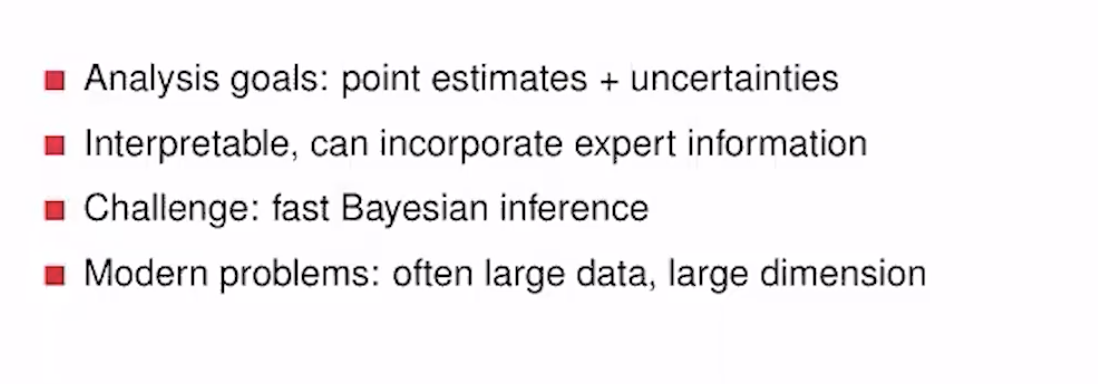 Analysis goals: point estimates + uncertainties
Interpretable, can incorporate expert information
Challenge: fast Bayesian inference
Modern problems: often large data, large dimension